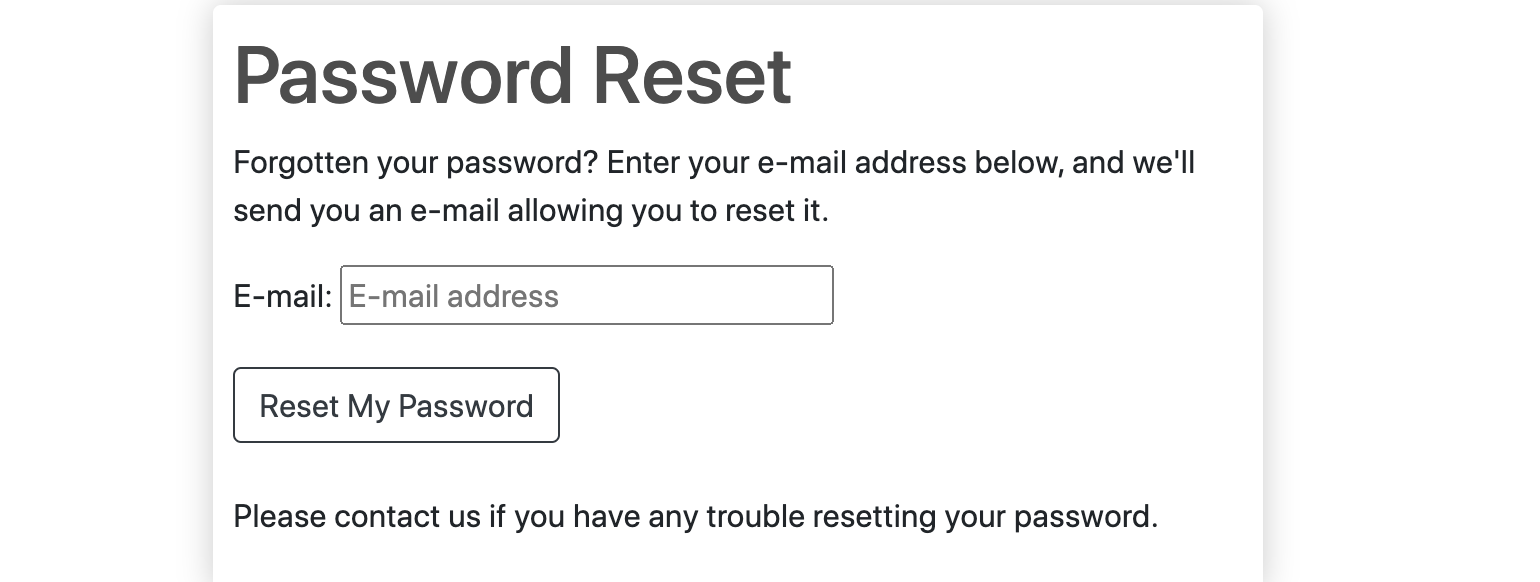 Password Reset
Forgotten your password? Enter your e-mail address below, and we'll
send you an e-mail allowing you to reset it.
E-mail: E-mail address
Reset My Password
Please contact us if you have any trouble resetting your password.